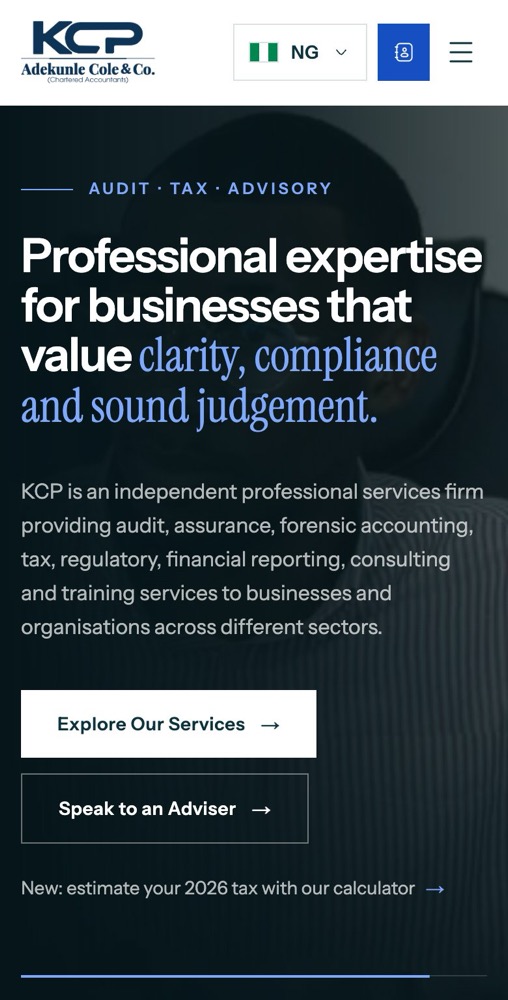 KCP
Adekunle Cole & Co.
(Chartered Accountants)
NG
AUDIT · TAX · ADVISORY
Professional expertise
for businesses that
value clarity, compliance
and sound judgement.
KCP is an independent professional services firm
providing audit, assurance, forensic accounting,
tax, regulatory, financial reporting, consulting
and training services to businesses and
organisations across different sectors.
Explore Our Services →
Speak to an Adviser →
New: estimate your 2026 tax with our calculator →